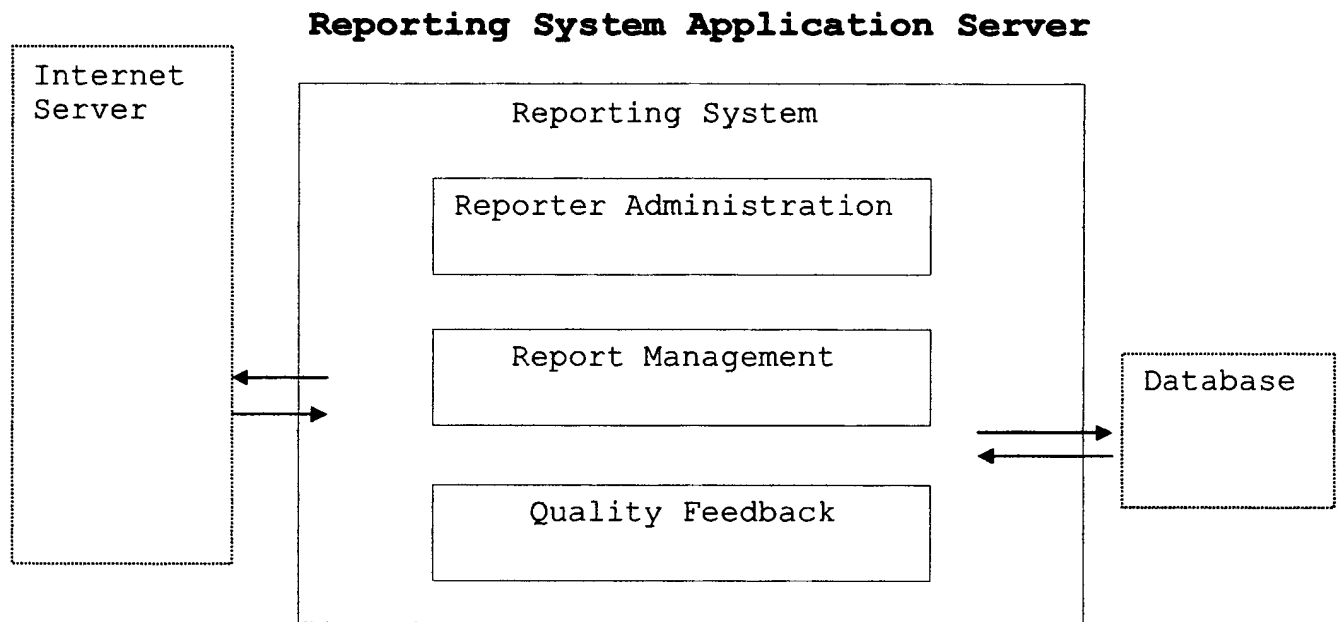 Reporting System Application Server
Internet
Server
Reporting System
Reporter Administration
Report Management
Database
Quality Feedback